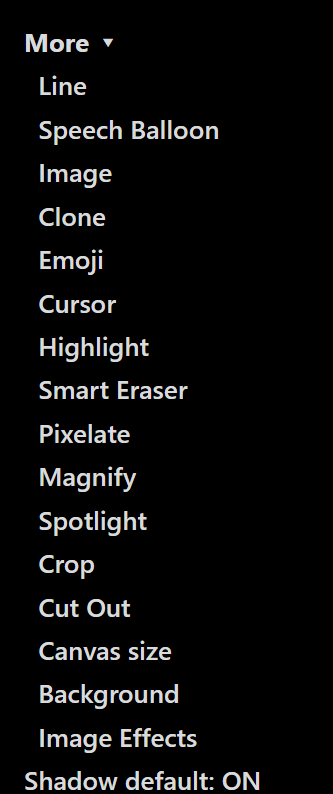 More ▼
Line
Speech Balloon
Image
Clone
Emoji
Cursor
Highlight
Smart Eraser
Pixelate
Magnify
Spotlight
Crop
Cut Out
Canvas size
Background
Image Effects
Shadow default: ON